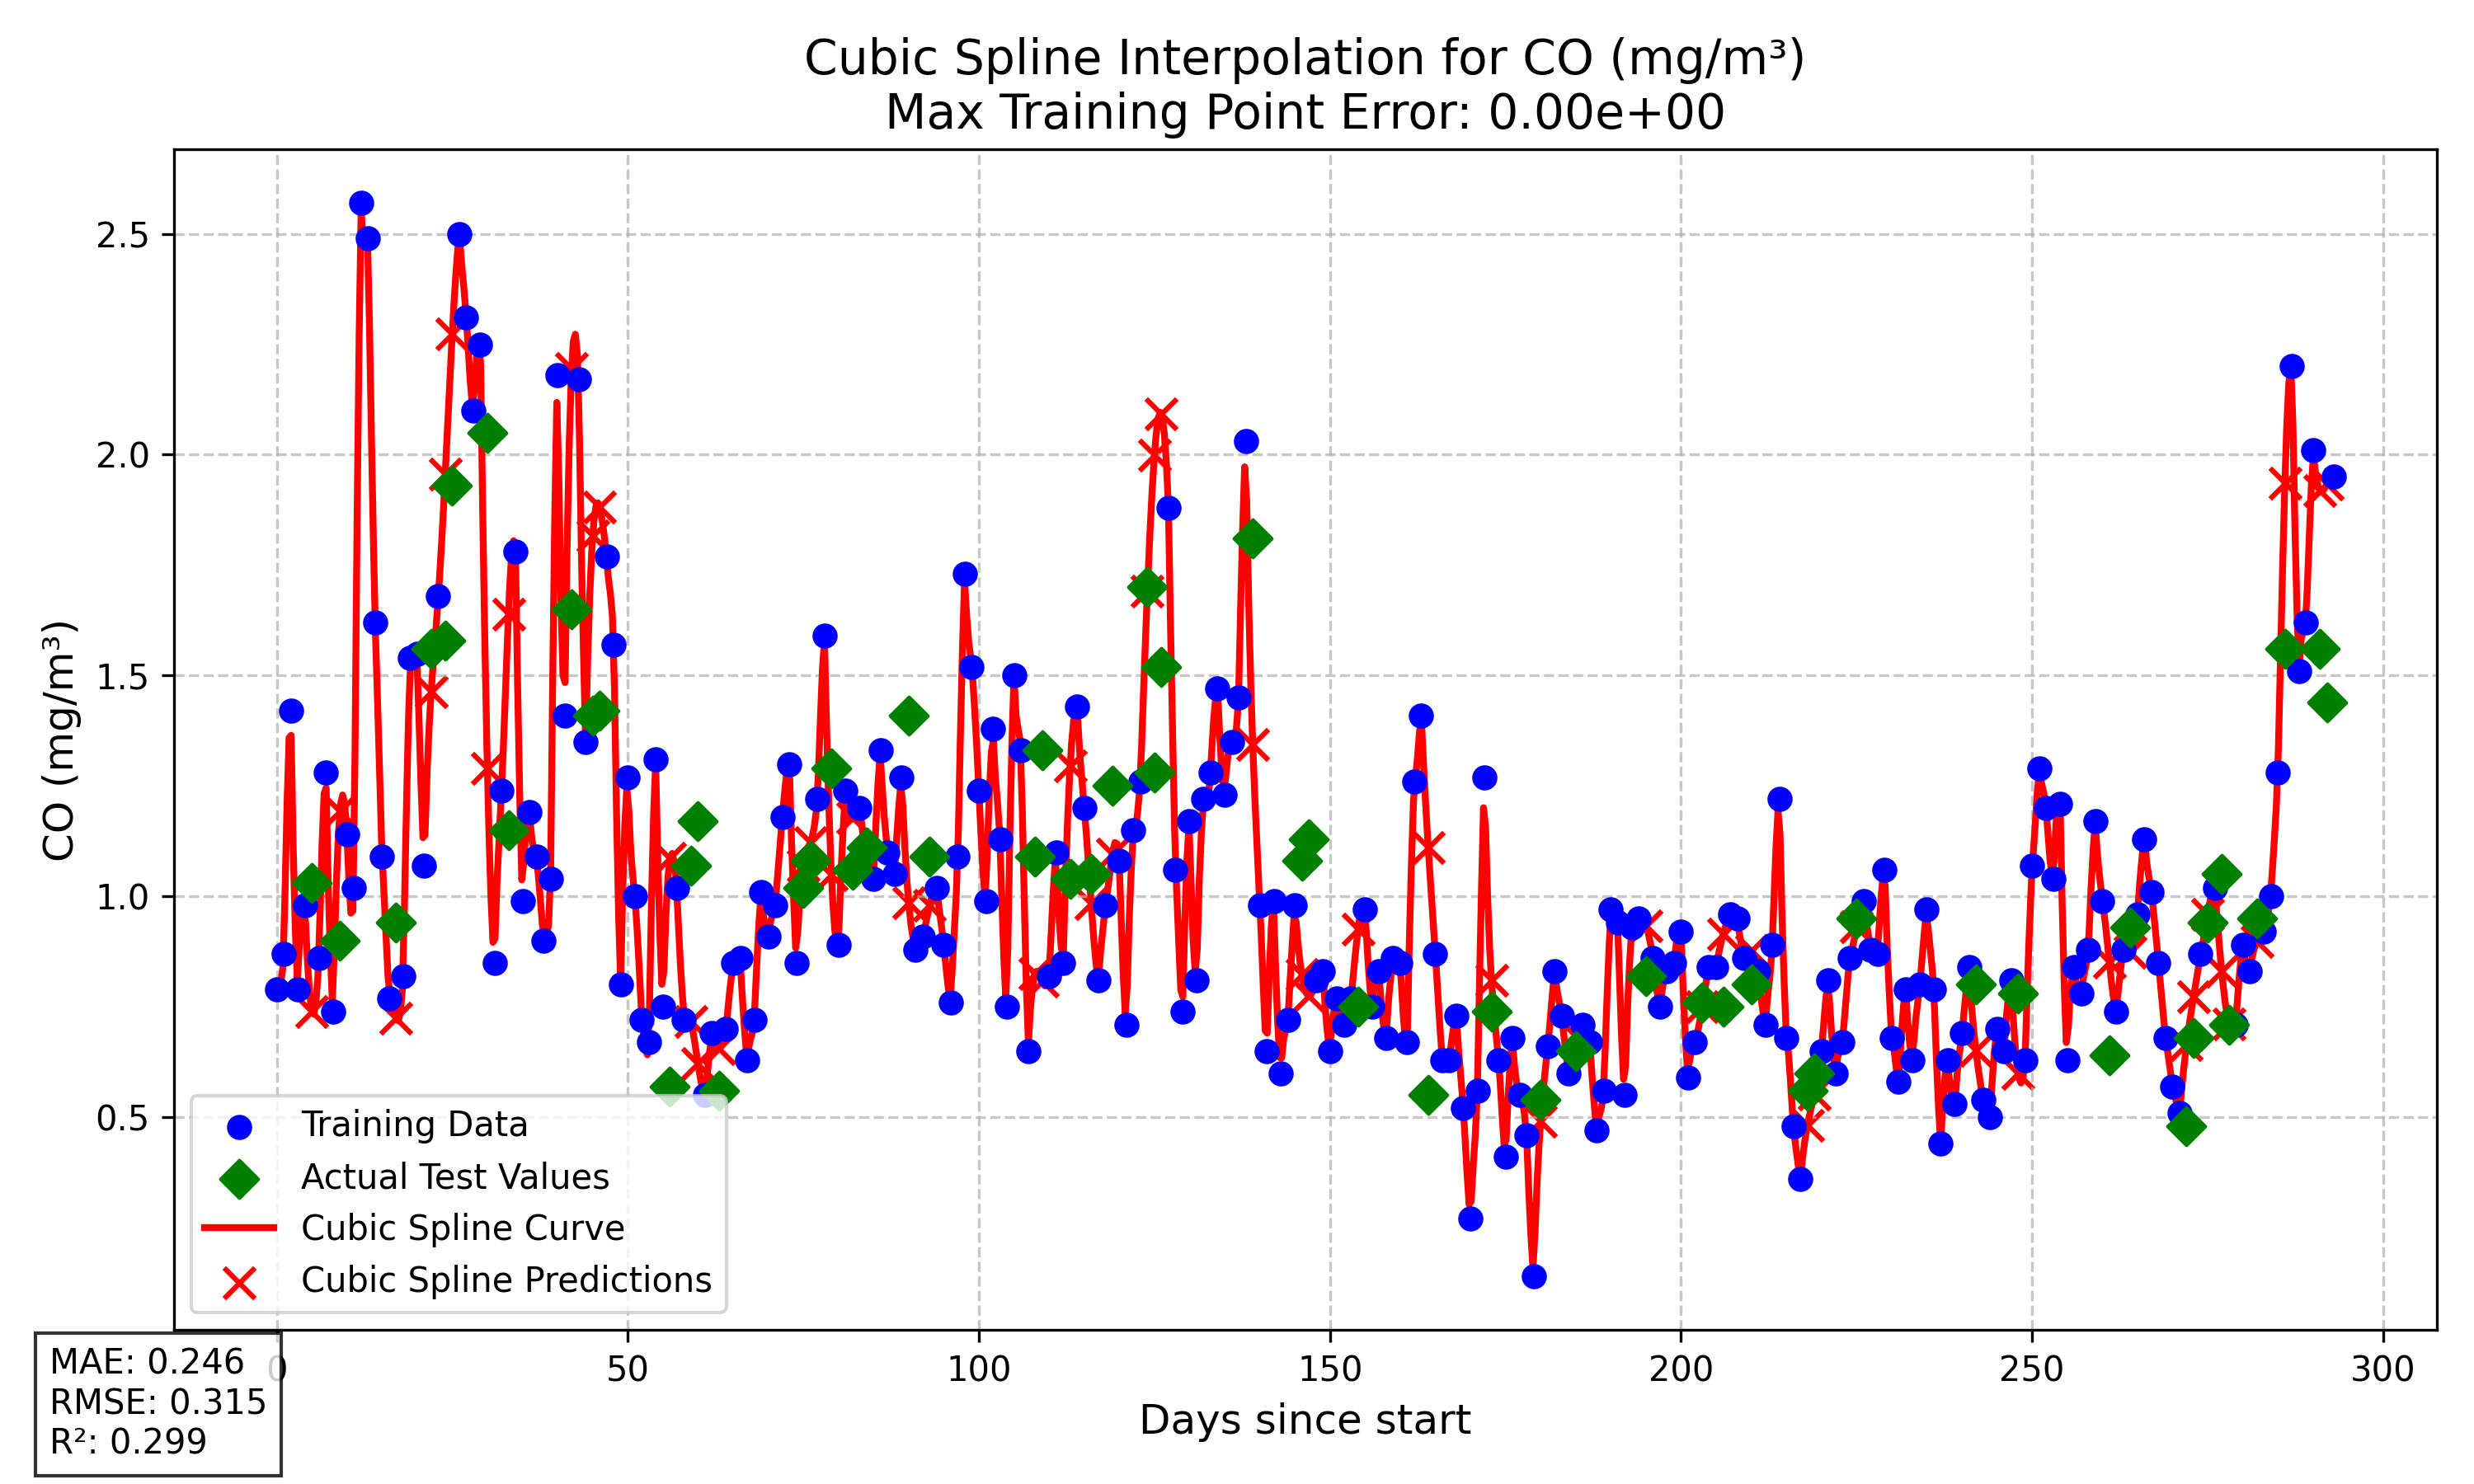 Cubic Spline Interpolation for CO (mg/m³)
Max Training Point Error: 0.00e+00
CO (mg/m³)
2.5
2.0
1.5
1.0
0.5
Training Data
Actual Test Values
Cubic Spline Curve
Cubic Spline Predictions
0
50
100
150
200
250
300
Days since start
MAE: 0.246
RMSE: 0.315
R²: 0.299